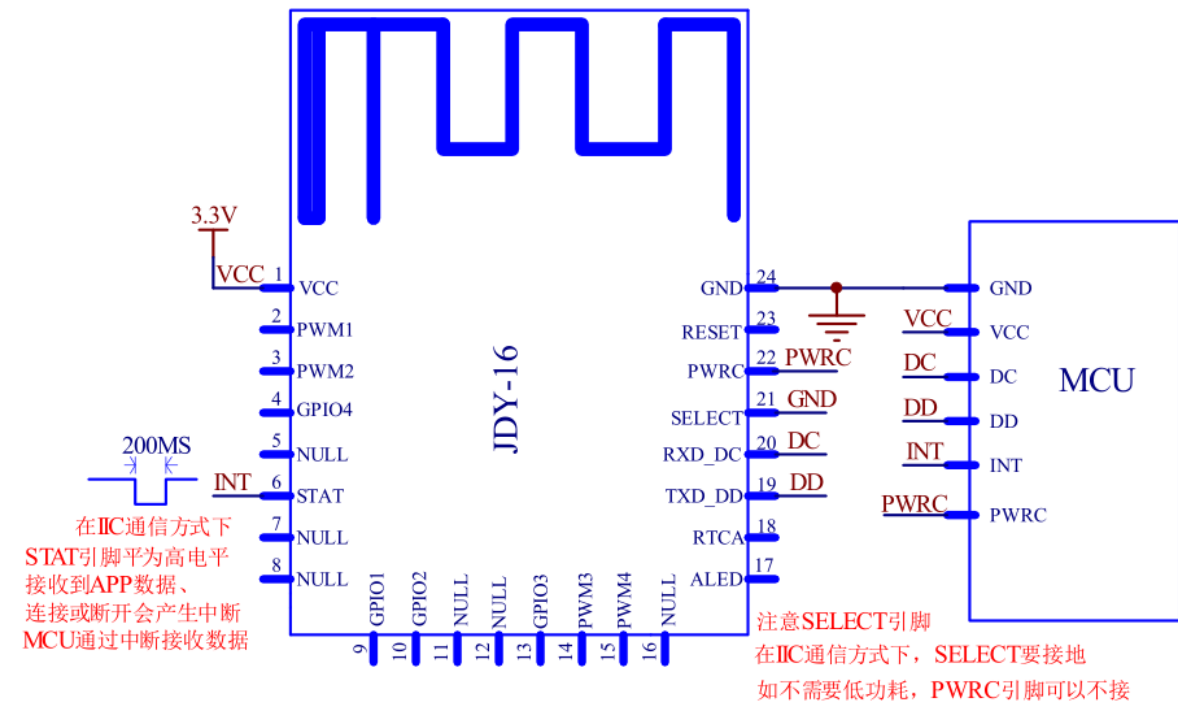 3.3V
VCC 1 VCC
2 PWM1
3 PWM2
4 GPIO4
5 NULL
200MS
INT 6 STAT
7 NULL
8 NULL
在IIC通信方式下
STAT引脚平为高电平
接收到APP数据、
连接或断开会产生中断
MCU通过中断接收数据
JDY-16
9 GPIO1
10 GPIO2
11 NULL
12 NULL
13 GPIO3
14 PWM3
15 PWM4
16 NULL
GND 24
RESET 23
PWRC 22 PWRC
SELECT 21 GND
RXD_DC 20 DC
TXD_DD 19 DD
RTCA 18
ALED 17
注意SELECT引脚
在IIC通信方式下，SELECT要接地
如不需要低功耗，PWRC引脚可以不接
GND
VCC VCC
DC DC
DD DD
INT INT
PWRC PWRC
MCU